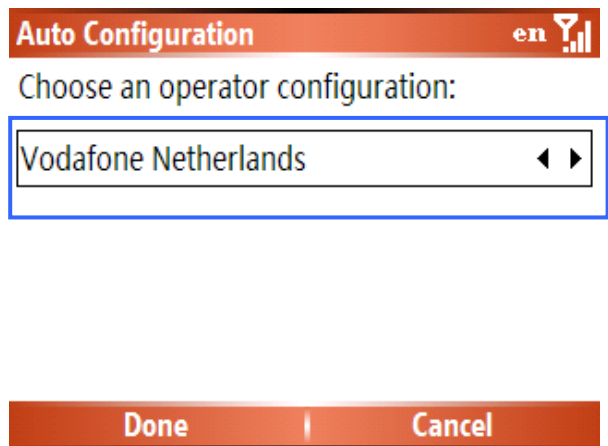 Auto Configuration en
Choose an operator configuration:
Vodafone Netherlands
Done Cancel